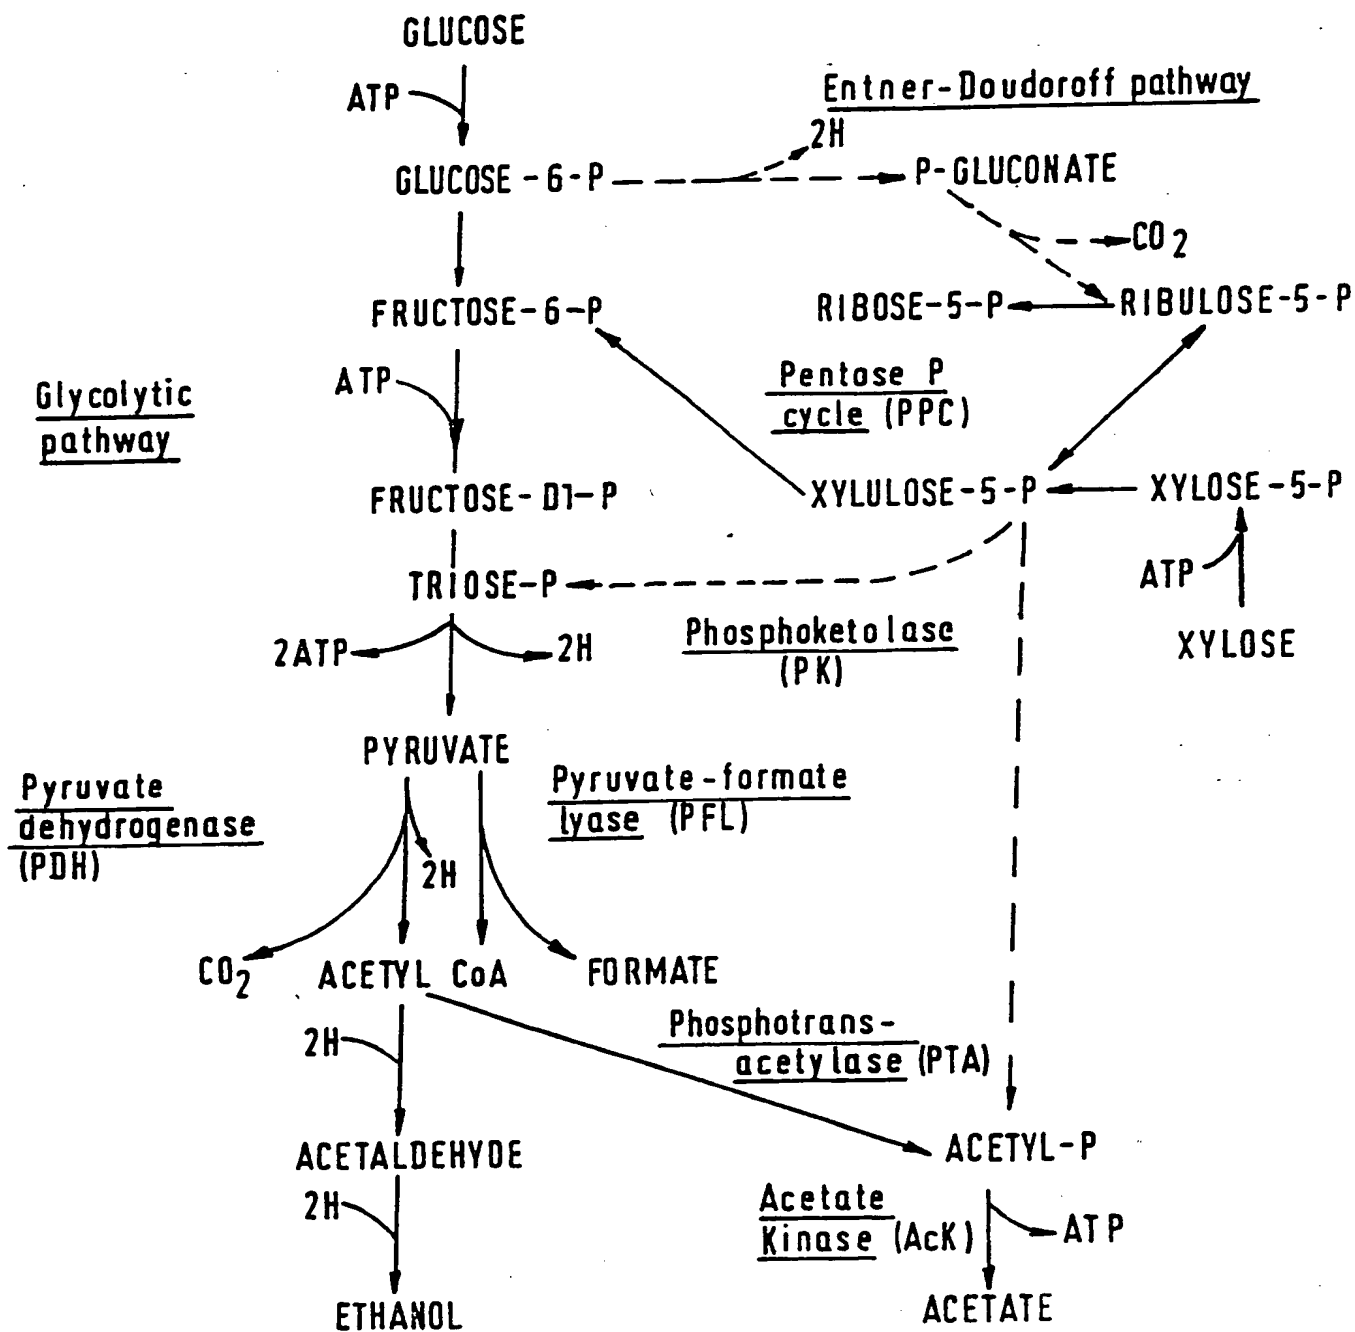 GLUCOSE
ATP
Entner-Doudoroff pathway
2H
GLUCOSE-6-P
P-GLUCONATE
CO2
FRUCTOSE-6-P
RIBOSE-5-P
RIBULOSE-5-P
ATP
Glycolytic
pathway
Pentose P
cycle (PPC)
FRUCTOSE-D1-P
XYLULOSE-5-P
XYLOSE-5-P
TRIOSE-P
ATP
2ATP
2H
Phosphoketolase
(PK)
XYLOSE
PYRUVATE
Pyruvate
dehydrogenase
(PDH)
Pyruvate-formate
lyase (PFL)
2H
CO2
ACETYL CoA
FORMATE
2H
Phosphotrans-
acetylase (PTA)
ACETALDEHYDE
ACETYL-P
2H
Acetate
Kinase (AcK)
ATP
ETHANOL
ACETATE